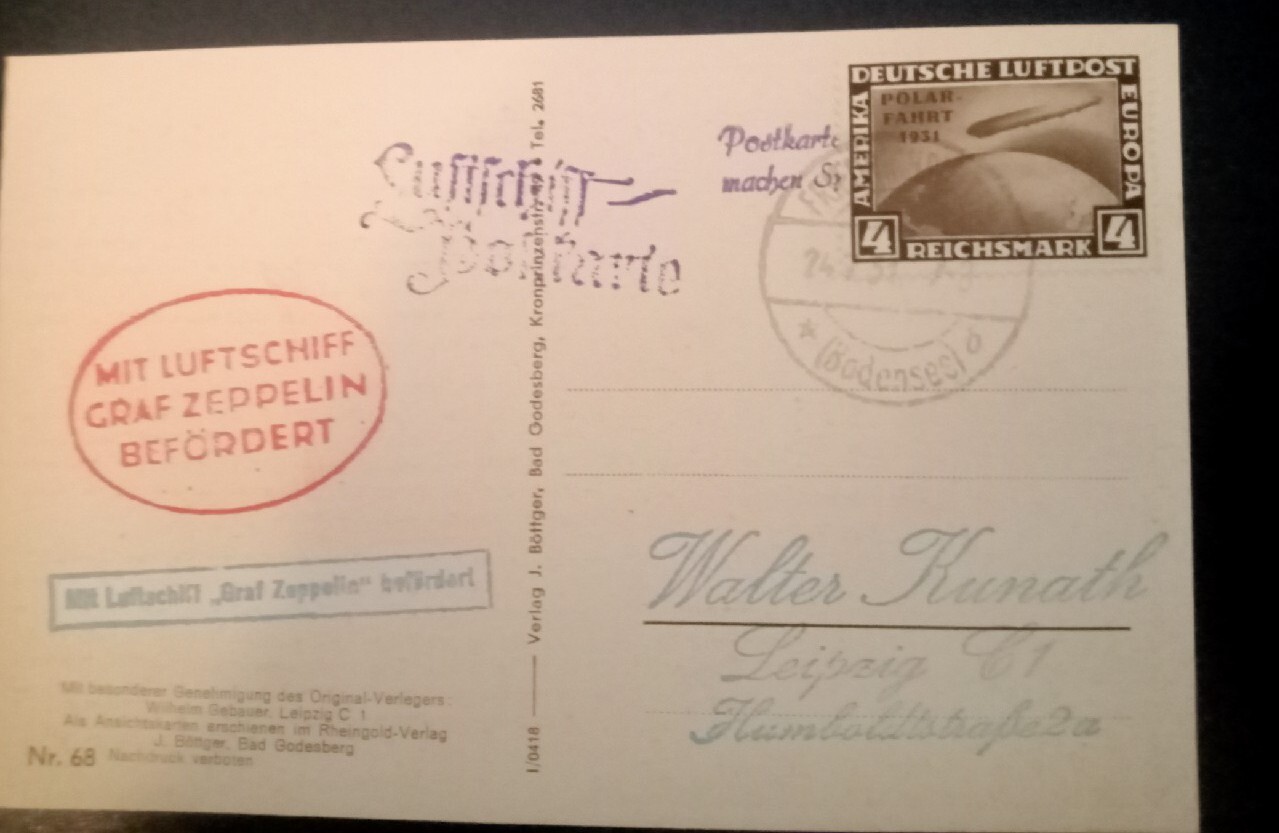 DEUTSCHE LUFTPOST
EUROPA
AMERIKA
POLAR-
FAHRT
1931
4 REICHSMARK 4
Postkarte
machen
Luftschiff
Postkarte
(Bodensee) b
MIT LUFTSCHIFF
GRAF ZEPPELIN
BEFÖRDERT
Mit Luftschiff „Graf Zeppelin“ befördert
I/0418 —— Verlag J. Böttger, Bad Godesberg, Kronprinzenstr. Tel. 2681
Walter Kunath
Leipzig C1
Humboldtstraße 2a
Mit besonderer Genehmigung des Original-Verlegers:
Wilhelm Gebauer, Leipzig C 1
Als Ansichtskarten erschienen im Rheingold-Verlag
J. Böttger, Bad Godesberg
Nr. 68 Nachdruck verboten